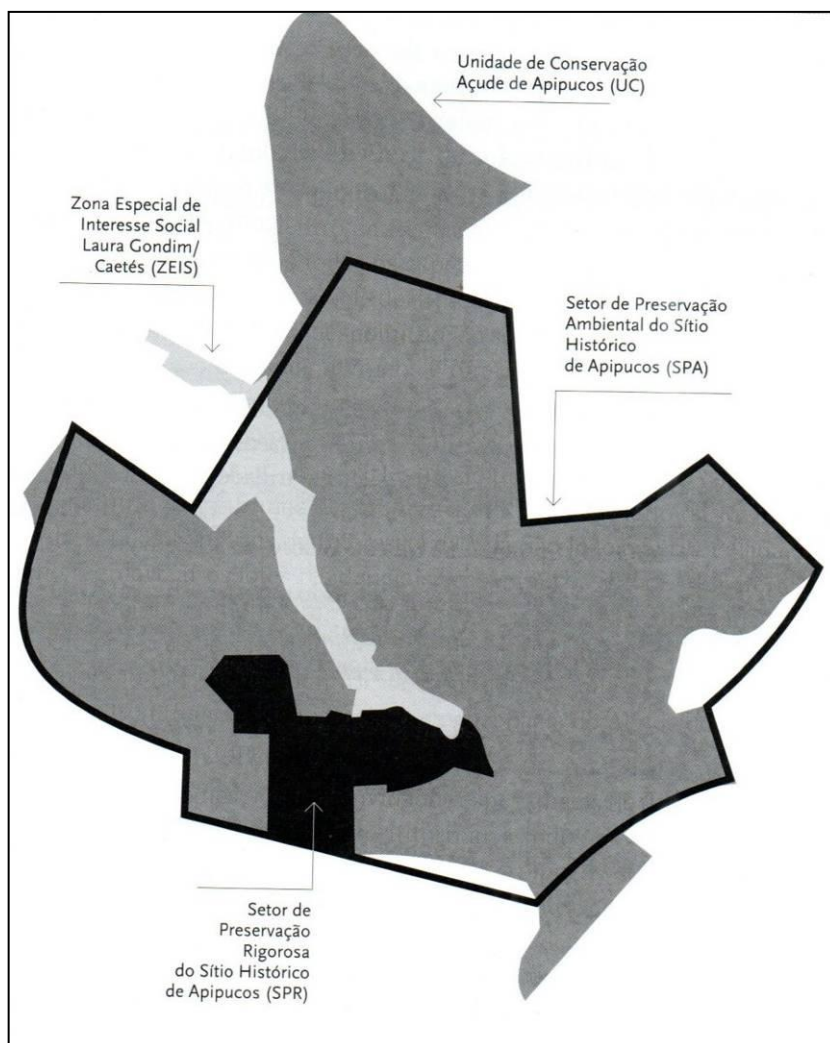 Unidade de Conservação
Açude de Apipucos (UC)
Zona Especial de
Interesse Social
Laura Gondim/
Caetés (ZEIS)
Setor de Preservação
Ambiental do Sítio
Histórico
de Apipucos (SPA)
Setor de
Preservação
Rigorosa
do Sítio Histórico
de Apipucos (SPR)